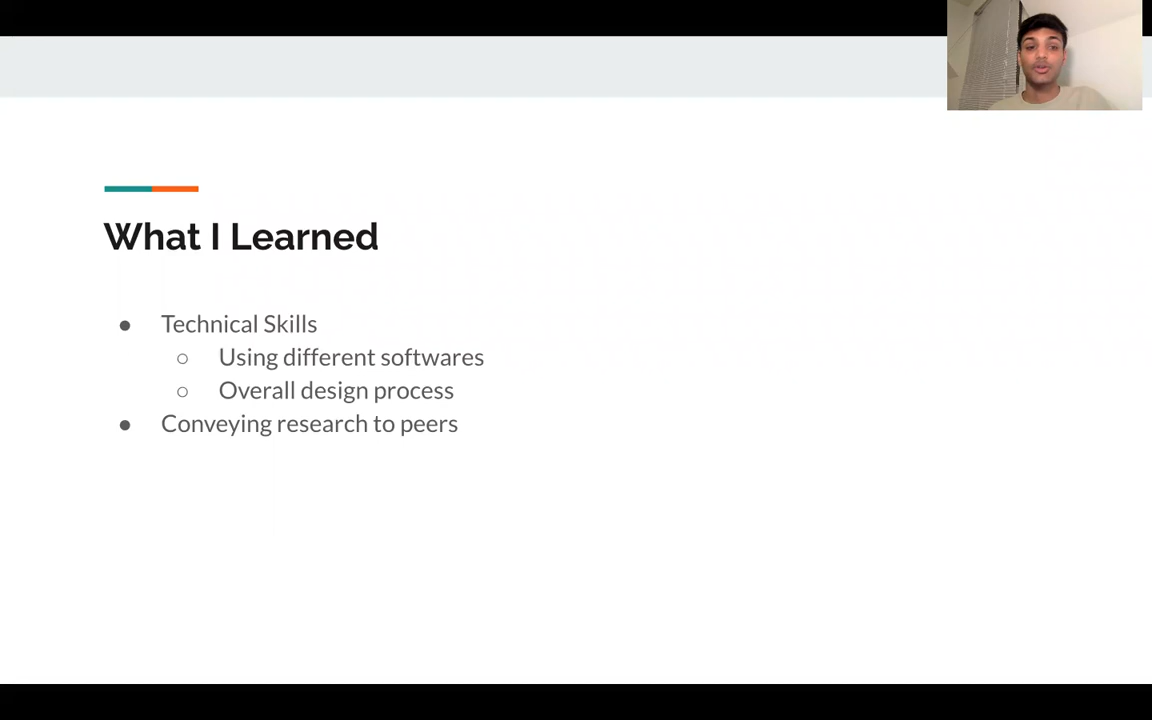 What I Learned
Technical Skills
Using different softwares
Overall design process
Conveying research to peers